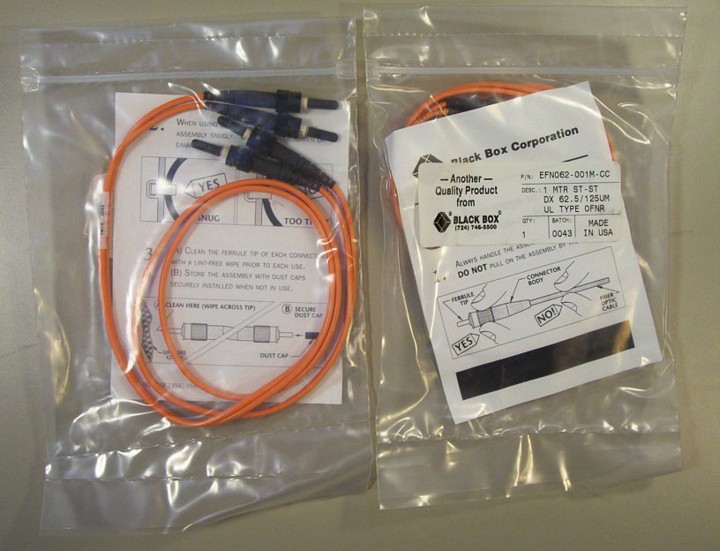 WHEN USING
ASSEMBLY SNUGLY
YES
SNUG
TOO
3.
(A) CLEAN THE FERRULE TIP OF EACH
WITH A LINT-FREE WIPE PRIOR TO EACH USE.
(B) STORE THE ASSEMBLY WITH DUST CAPS
SECURELY INSTALLED WHEN NOT IN USE.
CLEAN HERE (WIPE ACROSS TIP)
B SECURE
DUST CAP
DUST CAP
Black Box Corporation
— Another —
Quality Product
from
BLACK BOX
(724) 746-5500
P/N: EFN062-001M-CC
DESC.: 1 MTR ST-ST
DX 62.5/125UM
UL TYPE OFNR
QTY: 1
BATCH: 0043
MADE
IN USA
1.
ALWAYS HANDLE THE
DO NOT PULL ON THE ASSEMBLY BY
FERRULE
TIP
CONNECTOR
BODY
FIBER
OPTIC
CABLE
YES
NO!